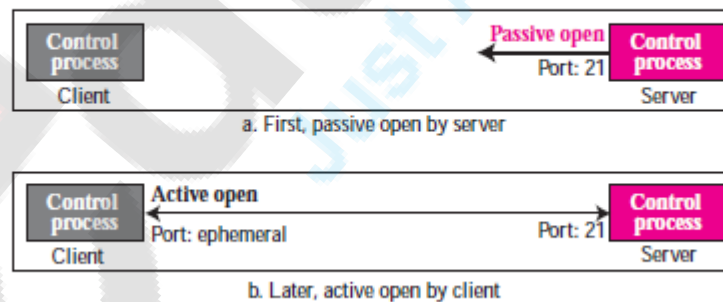 Control
process
Client
Passive open
Port: 21
Control
process
Server
a. First, passive open by server
Control
process
Client
Active open
Port: ephemeral
Port: 21
Control
process
Server
b. Later, active open by client